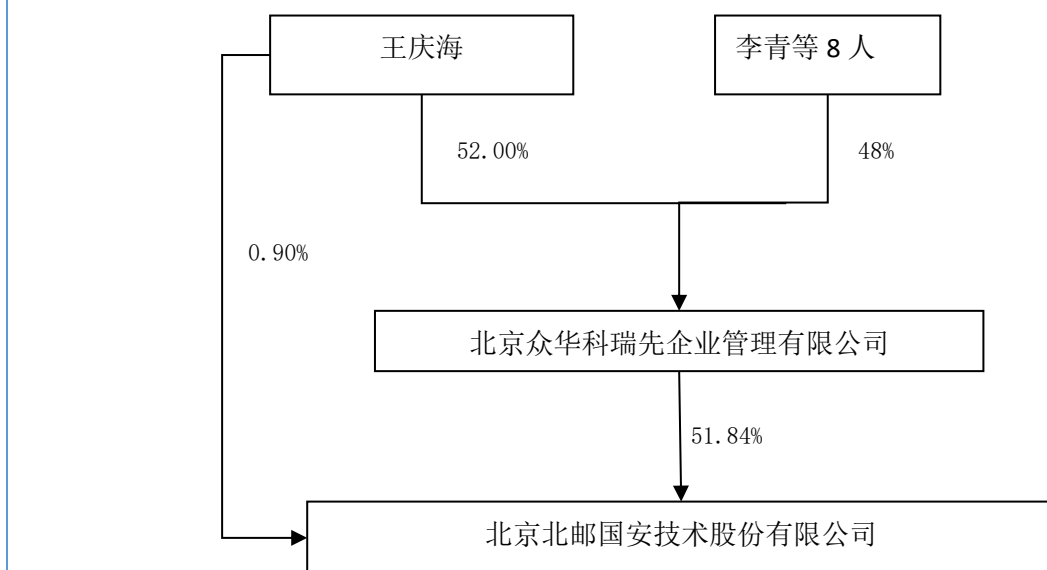 王庆海
李青等 8 人
52.00%
48%
0.90%
北京众华科瑞先企业管理有限公司
51.84%
北京北邮国安技术股份有限公司